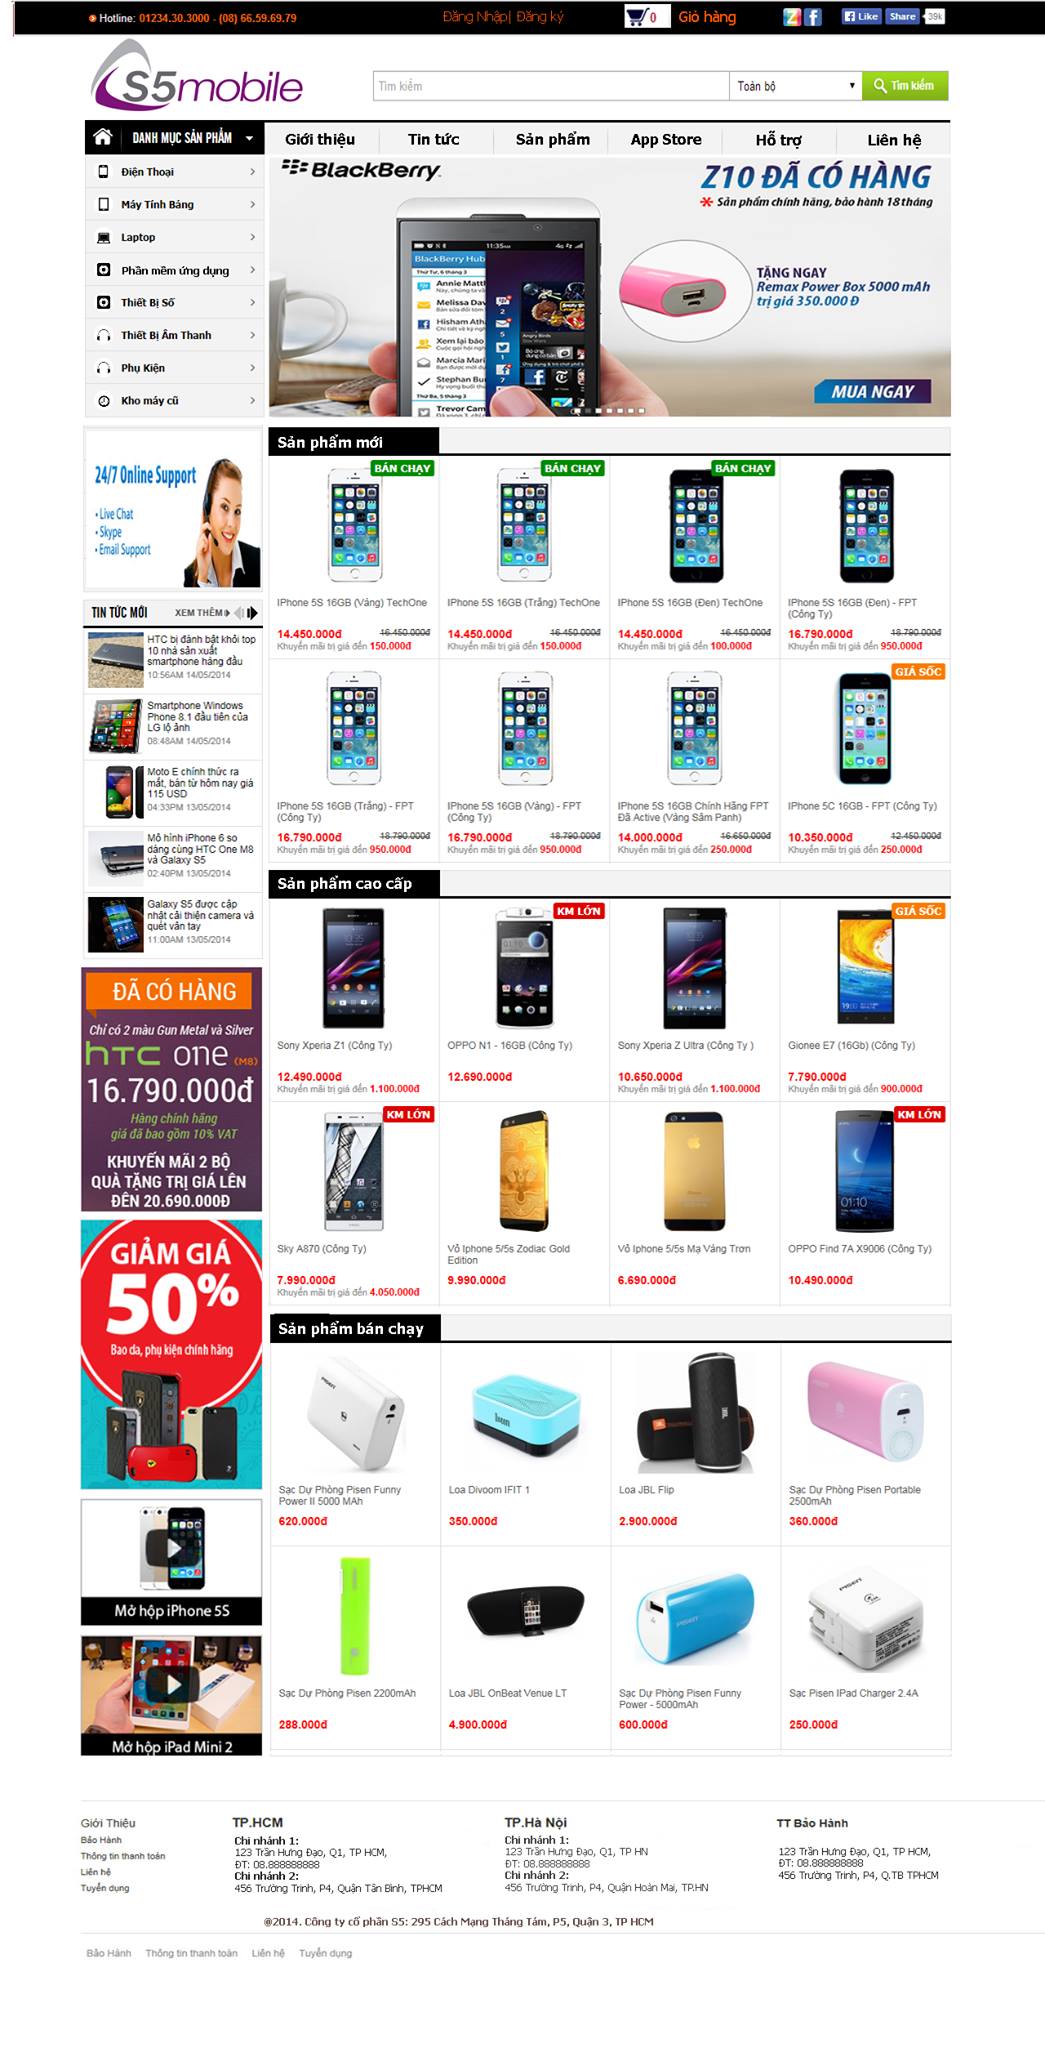 Hotline: 01234.30.3000 - (08) 66.59.69.79
Đăng Nhập| Đăng ký
0 Giỏ hàng
Like Share 39k
S5mobile
Tìm kiếm
Toàn bộ
Tìm kiếm
DANH MỤC SẢN PHẨM
Giới thiệu
Tin tức
Sản phẩm
App Store
Hỗ trợ
Liên hệ
Điện Thoại
Máy Tính Bảng
Laptop
Phần mềm ứng dụng
Thiết Bị Số
Thiết Bị Âm Thanh
Phụ Kiện
Kho máy cũ
BlackBerry
Z10 ĐÃ CÓ HÀNG
* Sản phẩm chính hãng, bảo hành 18 tháng
TẶNG NGAY
Remax Power Box 5000 mAh
trị giá 350.000 Đ
MUA NGAY
11:35AM
BlackBerry Hub
Thứ Tư, 6 tháng 3
Melissa Dav
Hisham Ath
Xem lại báo
Marcia Mari
Stephan Bu
Thứ Ba, 5 tháng 3
Trevor Cam
24/7 Online Support
• Live Chat
• Skype
• Email Support
TIN TỨC MỚI
XEM THÊM
HTC bị đánh bật khỏi top
10 nhà sản xuất
smartphone hàng đầu
10:56AM 14/05/2014
Smartphone Windows
Phone 8.1 đầu tiên của
LG lộ ảnh
08:48AM 14/05/2014
Moto E chính thức ra
mắt, bán từ hôm nay giá
115 USD
04:33PM 13/05/2014
Mô hình iPhone 6 so
dáng cùng HTC One M8
và Galaxy S5
02:40PM 13/05/2014
Galaxy S5 được cập
nhật cải thiện camera và
quét vân tay
11:00AM 13/05/2014
ĐÃ CÓ HÀNG
Chỉ có 2 màu Gun Metal và Silver
hTC one (M8)
16.790.000đ
Hàng chính hãng
giá đã bao gồm 10% VAT
KHUYẾN MÃI 2 BỘ
QUÀ TẶNG TRỊ GIÁ LÊN
ĐẾN 20.690.000Đ
GIẢM GIÁ
50%
Bao da, phụ kiện chính hãng
Mở hộp iPhone 5S
Mở hộp iPad Mini 2
Sản phẩm mới
BÁN CHẠY
BÁN CHẠY
BÁN CHẠY
IPhone 5S 16GB (Vàng) TechOne
14.450.000đ 16.450.000đ
Khuyến mãi trị giá đến 150.000đ
IPhone 5S 16GB (Trắng) TechOne
14.450.000đ 16.450.000đ
Khuyến mãi trị giá đến 150.000đ
IPhone 5S 16GB (Đen) TechOne
14.450.000đ 16.450.000đ
Khuyến mãi trị giá đến 100.000đ
IPhone 5S 16GB (Đen) - FPT
(Công Ty)
16.790.000đ 18.790.000đ
Khuyến mãi trị giá đến 950.000đ
GIÁ SỐC
IPhone 5S 16GB (Trắng) - FPT
(Công Ty)
16.790.000đ 18.790.000đ
Khuyến mãi trị giá đến 950.000đ
IPhone 5S 16GB (Vàng) - FPT
(Công Ty)
16.790.000đ 18.790.000đ
Khuyến mãi trị giá đến 950.000đ
IPhone 5S 16GB Chính Hãng FPT
Đã Active (Vàng Sâm Panh)
14.000.000đ 16.650.000đ
Khuyến mãi trị giá đến 250.000đ
IPhone 5C 16GB - FPT (Công Ty)
10.350.000đ 12.450.000đ
Khuyến mãi trị giá đến 250.000đ
Sản phẩm cao cấp
KM LỚN
GIÁ SỐC
Sony Xperia Z1 (Công Ty)
12.490.000đ
Khuyến mãi trị giá đến 1.100.000đ
OPPO N1 - 16GB (Công Ty)
12.690.000đ
Sony Xperia Z Ultra (Công Ty )
10.650.000đ
Khuyến mãi trị giá đến 1.100.000đ
Gionee E7 (16Gb) (Công Ty)
7.790.000đ
Khuyến mãi trị giá đến 900.000đ
KM LỚN
KM LỚN
Sky A870 (Công Ty)
7.990.000đ
Khuyến mãi trị giá đến 4.050.000đ
Vỏ Iphone 5/5s Zodiac Gold
Edition
9.990.000đ
Vỏ Iphone 5/5s Mạ Vàng Trơn
6.690.000đ
OPPO Find 7A X9006 (Công Ty)
10.490.000đ
Sản phẩm bán chạy
Sạc Dự Phòng Pisen Funny
Power II 5000 MAh
620.000đ
Loa Divoom IFIT 1
350.000đ
Loa JBL Flip
2.900.000đ
Sạc Dự Phòng Pisen Portable
2500mAh
360.000đ
Sạc Dự Phòng Pisen 2200mAh
288.000đ
Loa JBL OnBeat Venue LT
4.900.000đ
Sạc Dự Phòng Pisen Funny
Power - 5000mAh
600.000đ
Sạc Pisen IPad Charger 2.4A
250.000đ
Giới Thiệu
Bảo Hành
Thông tin thanh toán
Liên hệ
Tuyển dụng
TP.HCM
Chi nhánh 1:
123 Trần Hưng Đạo, Q1, TP HCM,
ĐT: 08.888888888
Chi nhánh 2:
456 Trường Trinh, P4, Quận Tân Bình, TPHCM
TP.Hà Nội
Chi nhánh 1:
123 Trần Hưng Đạo, Q1, TP HN
ĐT: 08.888888888
Chi nhánh 2:
456 Trường Trinh, P4, Quận Hoàn Mai, TP.HN
TT Bảo Hành
123 Trần Hưng Đạo, Q1, TP HCM,
ĐT: 08.888888888
456 Trường Trinh, P4, Q.TB TPHCM
@2014. Công ty cổ phần S5: 295 Cách Mạng Tháng Tám, P5, Quận 3, TP HCM
Bảo Hành Thông tin thanh toán Liên hệ Tuyển dụng